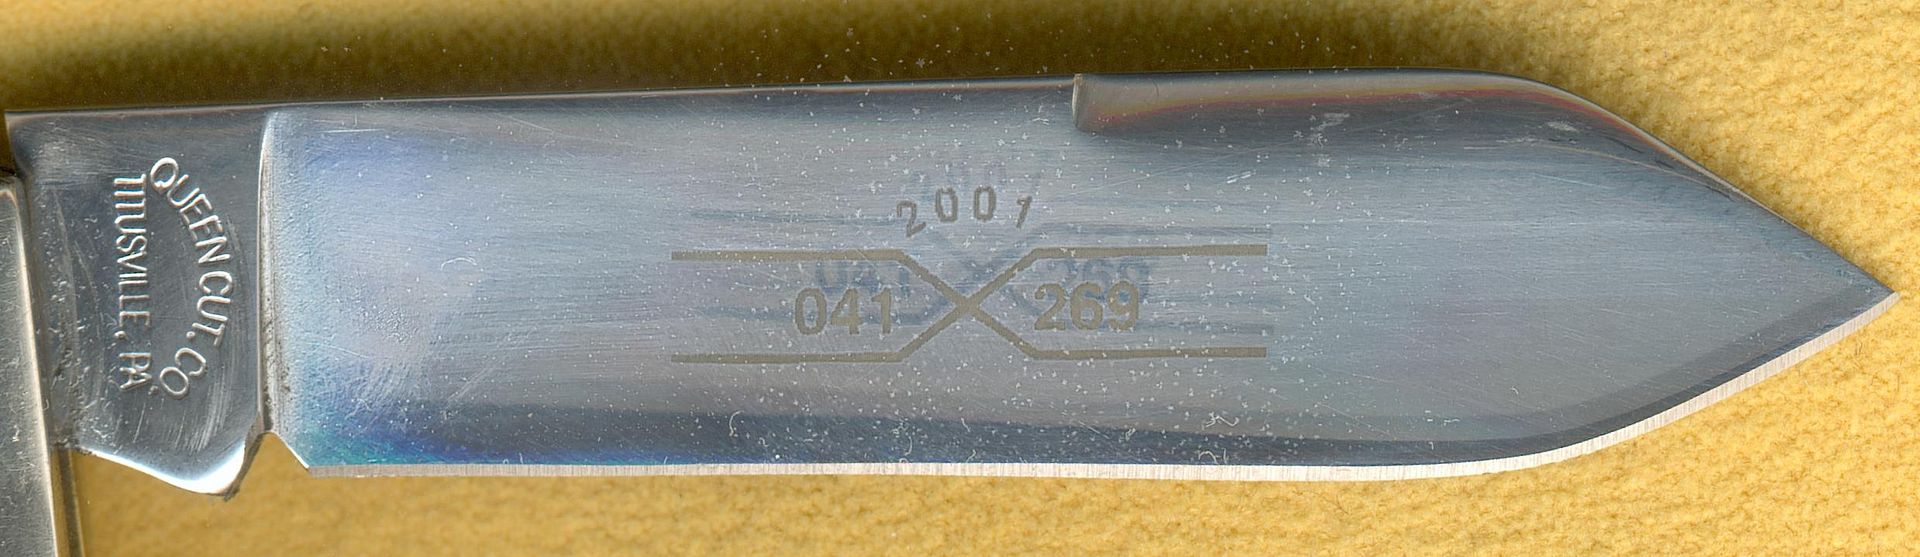 QUEEN CUT. CO
TITUSVILLE, PA.
2001
041 269